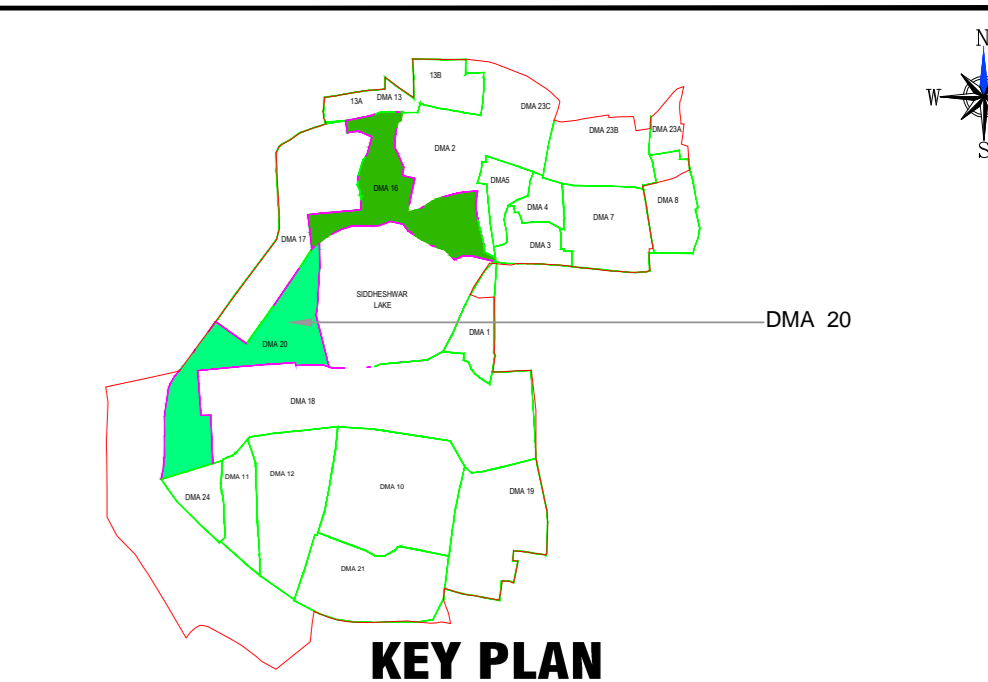 N
W
S
13B
13A
DMA 13
DMA 23C
DMA 23B
DMA 23A
DMA 2
DMA5
DMA 16
DMA 4
DMA 8
DMA 7
DMA 17
DMA 3
SIDDHESHWAR
LAKE
DMA 20
DMA 1
DMA 20
DMA 18
DMA 11
DMA 12
DMA 10
DMA 19
DMA 24
DMA 21
KEY PLAN